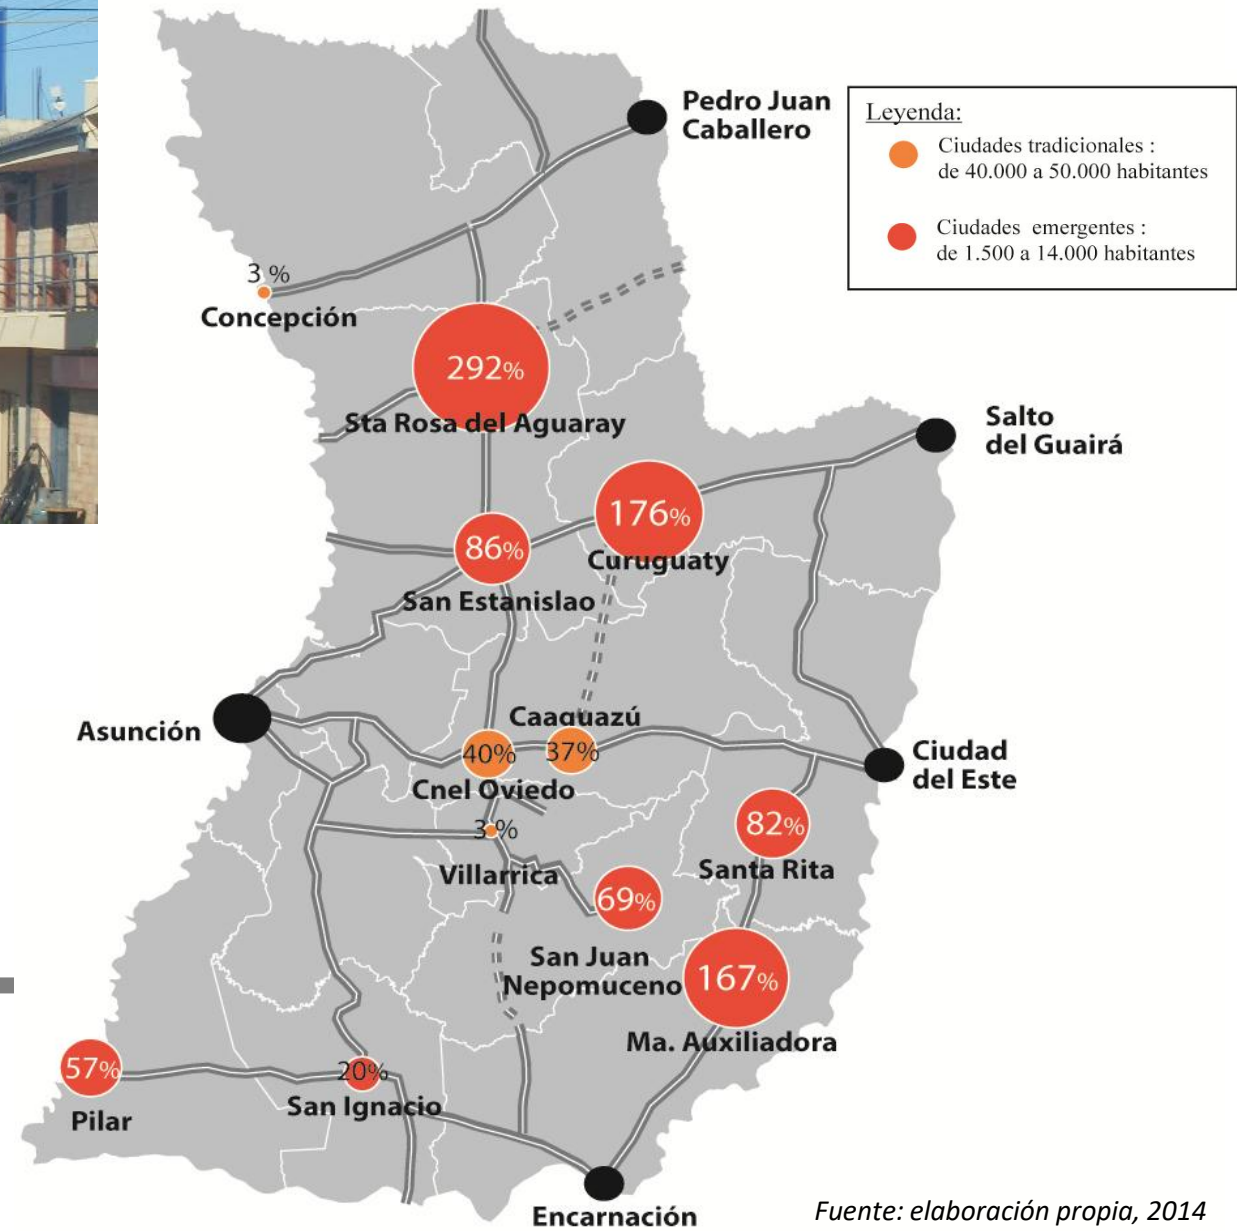 Pedro Juan
Caballero
Leyenda:
Ciudades tradicionales :
de 40.000 a 50.000 habitantes
Ciudades emergentes :
de 1.500 a 14.000 habitantes
3 %
Concepción
292%
Sta Rosa del Aguaray
Salto
del Guairá
176%
Curuguaty
86%
San Estanislao
Asunción
Caaguazú
40%
37%
Cnel Oviedo
Ciudad
del Este
3 %
Villarrica
82%
Santa Rita
69%
San Juan
Nepomuceno
167%
Ma. Auxiliadora
57%
Pilar
20%
San Ignacio
Encarnación
Fuente: elaboración propia, 2014